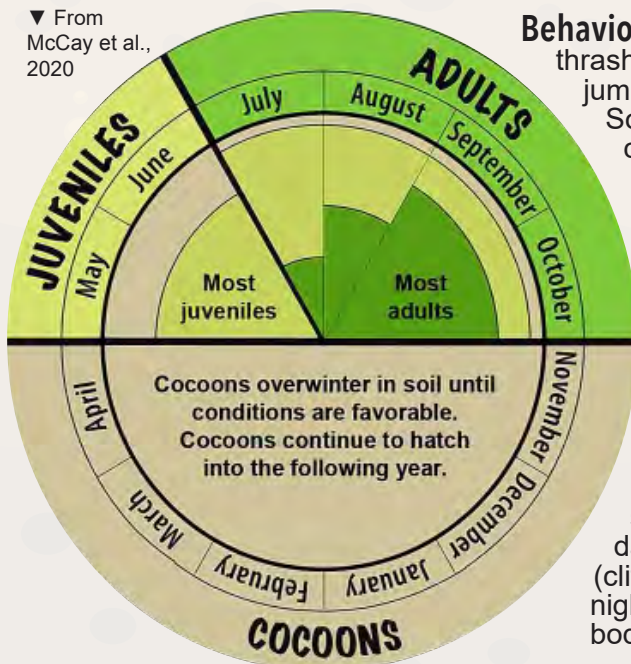 ▼ From
McCay et al.,
2020
ADULTS
July
August
September
October
JUVENILES
June
May
Most
juveniles
Most
adults
Cocoons overwinter in soil until
conditions are favorable.
Cocoons continue to hatch
into the following year.
April
March
February
January
December
November
COCOONS
Behavio
thrash
jum
So
d
(cli
nigh